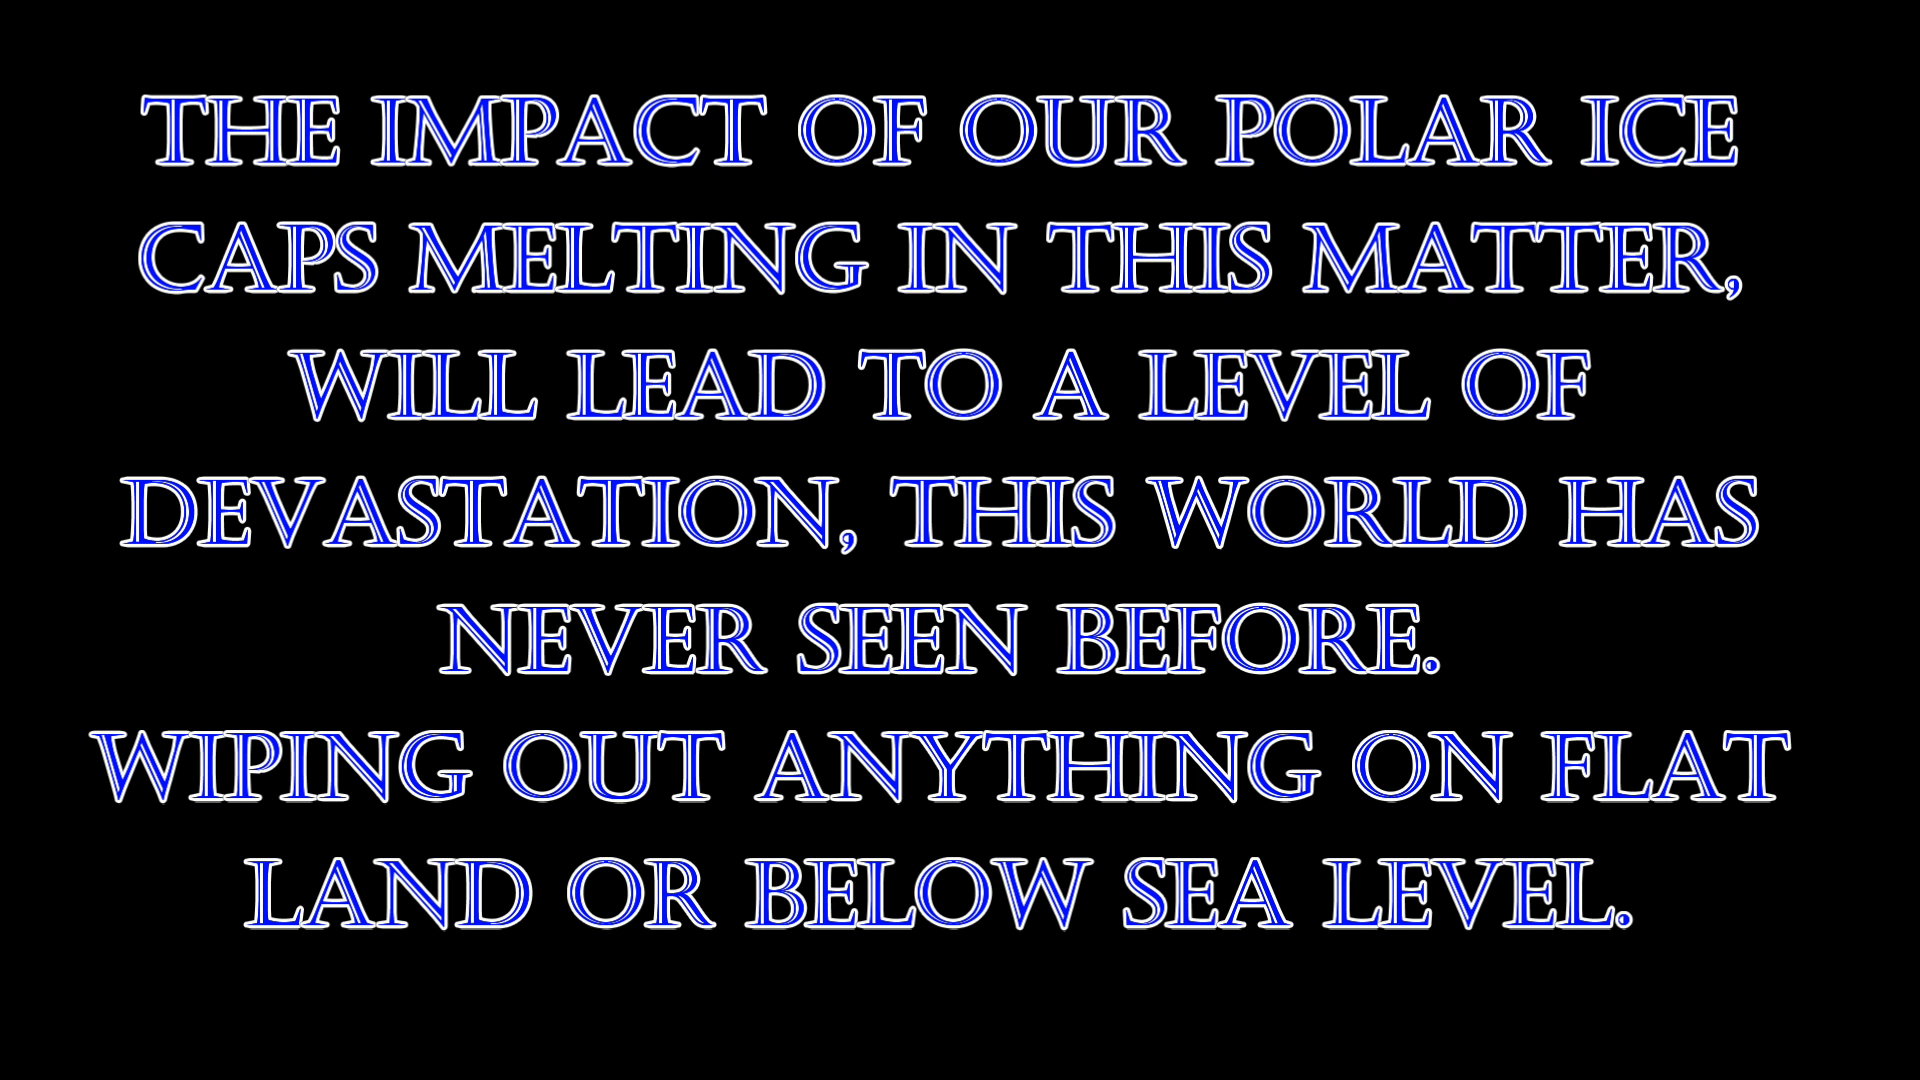 THE IMPACT OF OUR POLAR ICE
CAPS MELTING IN THIS MATTER,
WILL LEAD TO A LEVEL OF
DEVASTATION, THIS WORLD HAS
NEVER SEEN BEFORE.
WIPING OUT ANYTHING ON FLAT
LAND OR BELOW SEA LEVEL.